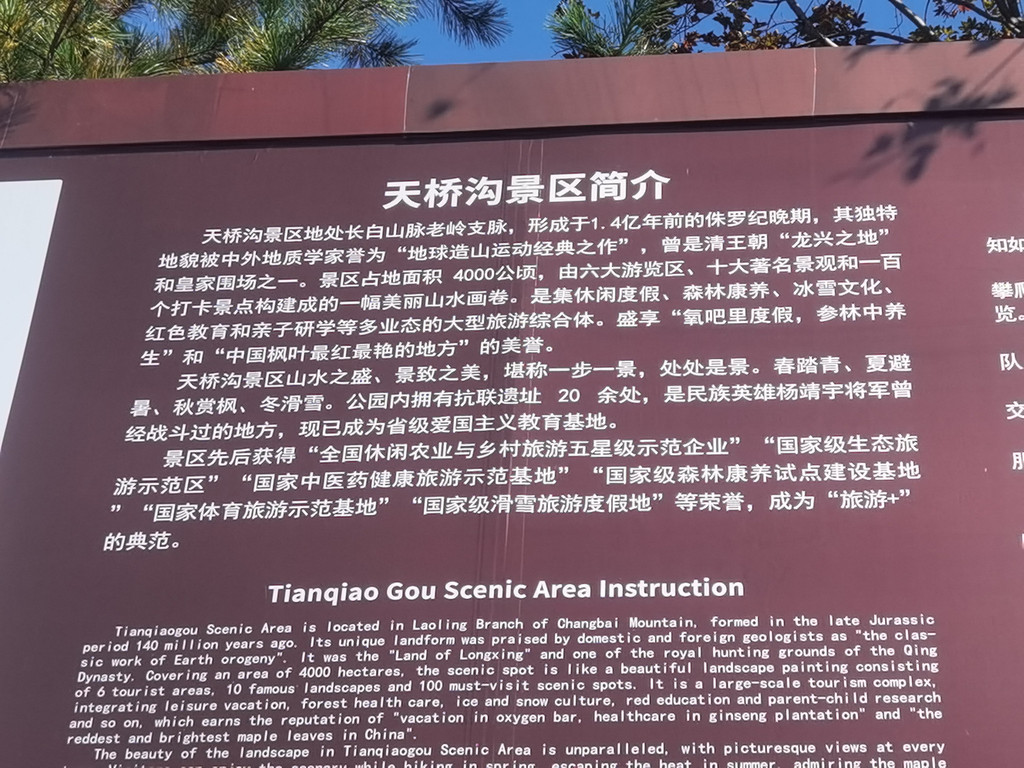 天桥沟景区简介
天桥沟景区地处长白山脉老岭支脉，形成于1.4亿年前的侏罗纪晚期，其独特
地貌被中外地质学家誉为“地球造山运动经典之作”，曾是清王朝“龙兴之地”
和皇家围场之一。景区占地面积 4000公顷，由六大游览区、十大著名景观和一百
个打卡景点构建成的一幅美丽山水画卷。是集休闲度假、森林康养、冰雪文化、
红色教育和亲子研学等多业态的大型旅游综合体。盛享“氧吧里度假，参林中养
生”和“中国枫叶最红最艳的地方”的美誉。
天桥沟景区山水之盛、景致之美，堪称一步一景，处处是景。春踏青、夏避
暑、秋赏枫、冬滑雪。公园内拥有抗联遗址 20 余处，是民族英雄杨靖宇将军曾
经战斗过的地方，现已成为省级爱国主义教育基地。
景区先后获得“全国休闲农业与乡村旅游五星级示范企业”“国家级生态旅
游示范区”“国家中医药健康旅游示范基地”“国家级森林康养试点建设基地
”“国家体育旅游示范基地”“国家级滑雪旅游度假地”等荣誉，成为“旅游+”
的典范。
Tianqiao Gou Scenic Area Instruction
Tianqiaogou Scenic Area is located in Laoling Branch of Changbai Mountain, formed in the late Jurassic
period 140 million years ago. Its unique landform was praised by domestic and foreign geologists as "the clas-
sic work of Earth orogeny". It was the "Land of Longxing" and one of the royal hunting grounds of the Qing
Dynasty. Covering an area of 4000 hectares, the scenic spot is like a beautiful landscape painting consisting
of 6 tourist areas, 10 famous landscapes and 100 must-visit scenic spots. It is a large-scale tourism complex,
integrating leisure vacation, forest health care, ice and snow culture, red education and parent-child research
and so on, which earns the reputation of "vacation in oxygen bar, healthcare in ginseng plantation" and "the
reddest and brightest maple leaves in China".
The beauty of the landscape in Tianqiaogou Scenic Area is unparalleled, with picturesque views at every
Visitors can enjoy the scenery while hiking in spring, escaping the heat in summer, admiring the maple
知如
攀爬
览。
队
交